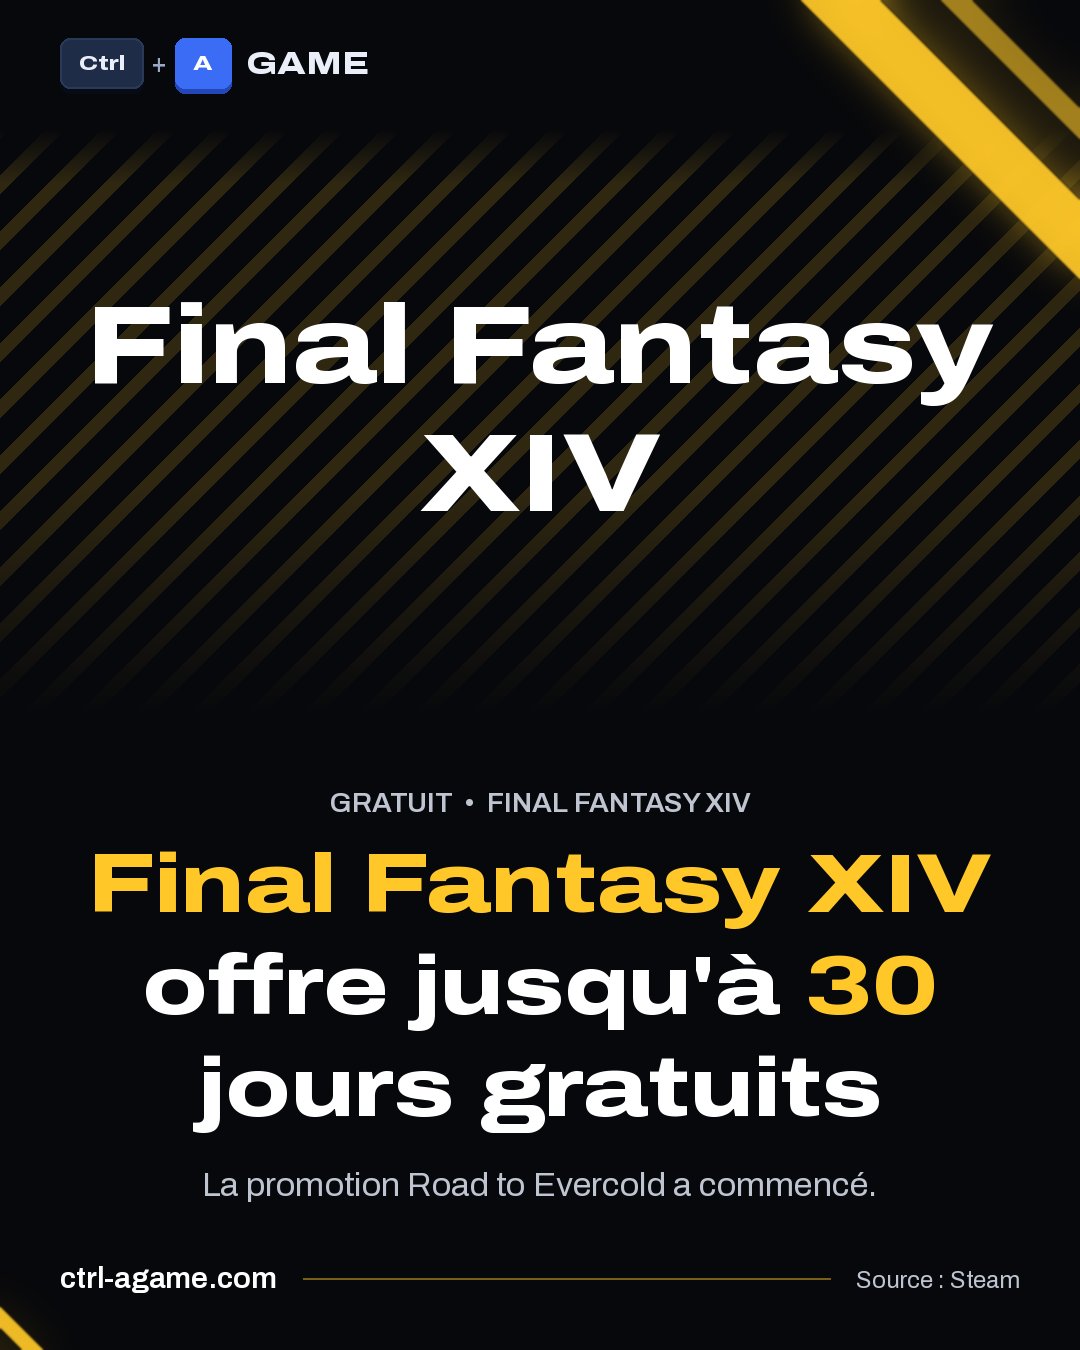 Ctrl + A GAME
Final Fantasy
XIV
GRATUIT • FINAL FANTASY XIV
Final Fantasy XIV
offre jusqu'à 30
jours gratuits
La promotion Road to Evercold a commencé.
ctrl-agame.com
Source : Steam